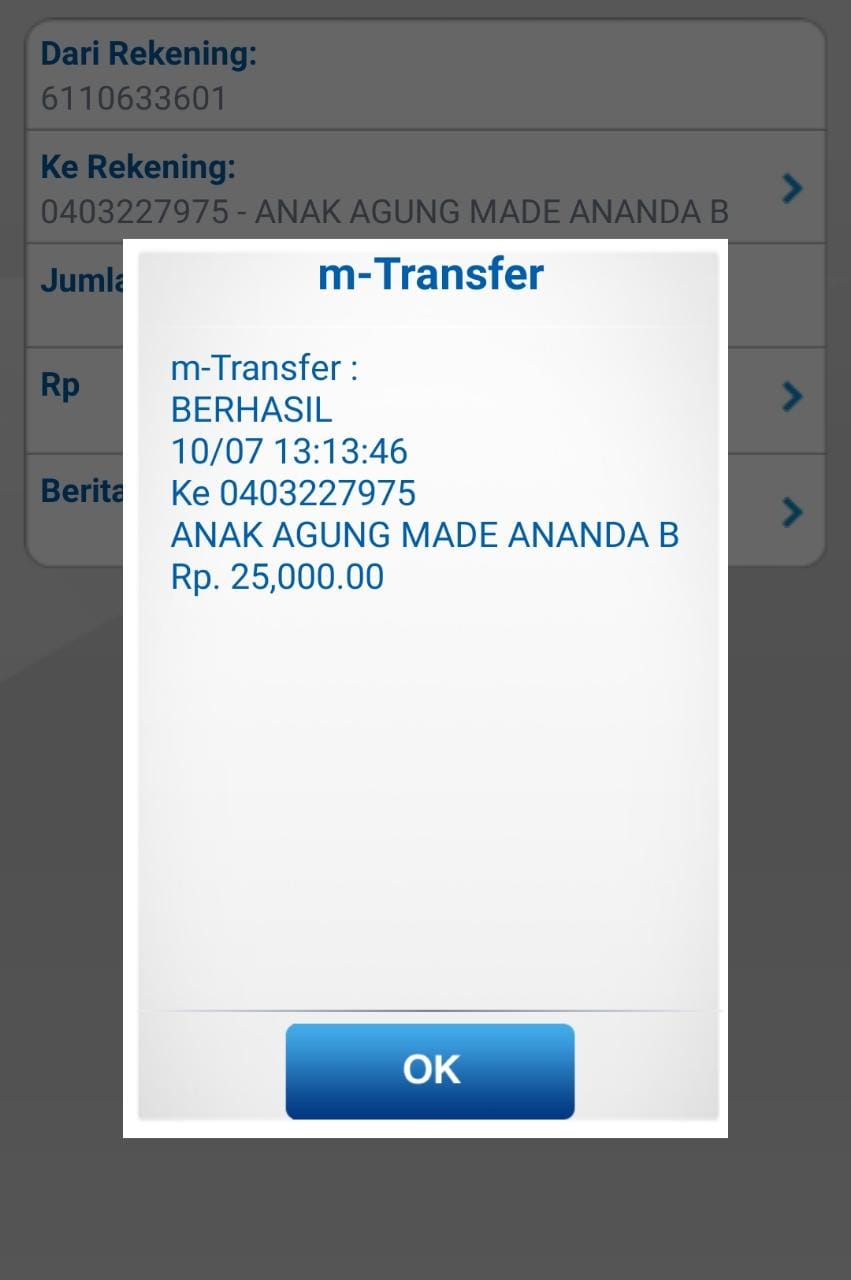 Dari Rekening:
6110633601
Ke Rekening:
0403227975 - ANAK AGUNG MADE ANANDA B
Jumla
Rp
Berita
m-Transfer
m-Transfer :
BERHASIL
10/07 13:13:46
Ke 0403227975
ANAK AGUNG MADE ANANDA B
Rp. 25,000.00
OK